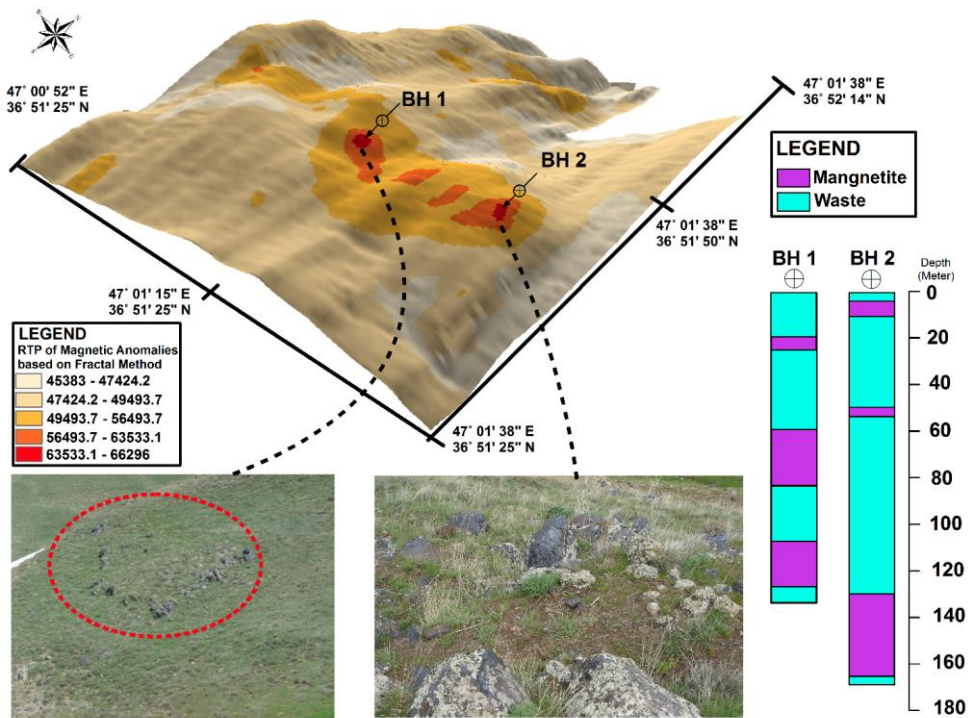 47° 00' 52" E
36° 51' 25" N
BH 1
BH 2
47° 01' 38" E
36° 52' 14" N
47° 01' 38" E
36° 51' 50" N
47° 01' 15" E
36° 51' 25" N
47° 01' 38" E
36° 51' 25" N
LEGEND
RTP of Magnetic Anomalies
based on Fractal Method
45383 - 47424.2
47424.2 - 49493.7
49493.7 - 56493.7
56493.7 - 63533.1
63533.1 - 66296
LEGEND
Mangnetite
Waste
BH 1
BH 2
Depth
(Meter)
0
20
40
60
80
100
120
140
160
180